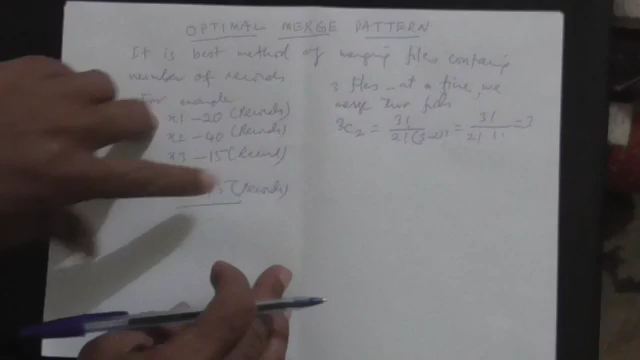 OPTIMAL MERGE PATTERN
It is best method of merging files containg
number of records
For example
x1 - 20 (Records)
x2 - 40 (Records)
x3 - 15 (Record)
(Records)
3 files - at a time, we
merge two files
3C2 = 3! / 2!(3-2)! = 3! / 2! 1! = 3